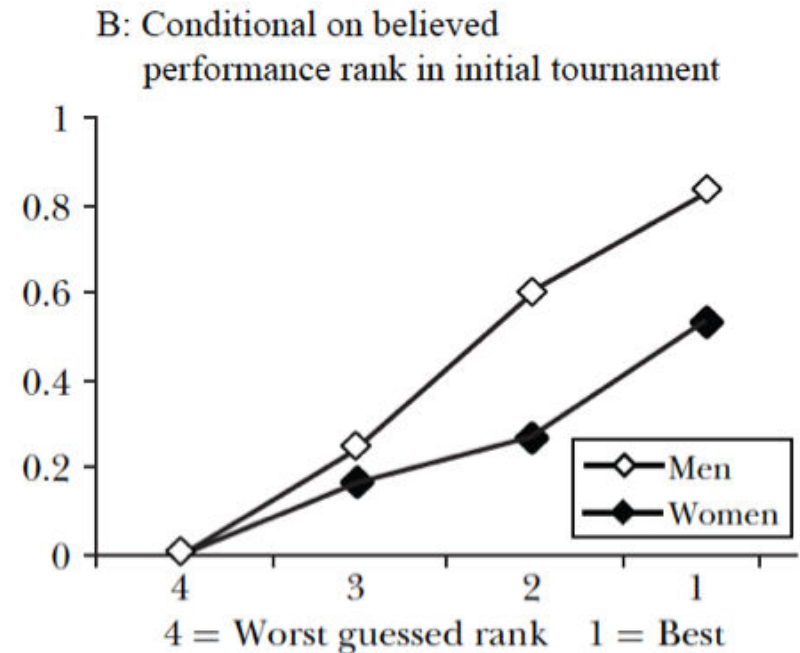 B: Conditional on believed
performance rank in initial tournament
1
0.8
0.6
0.4
0.2
0
Men
Women
4 3 2 1
4 = Worst guessed rank 1 = Best